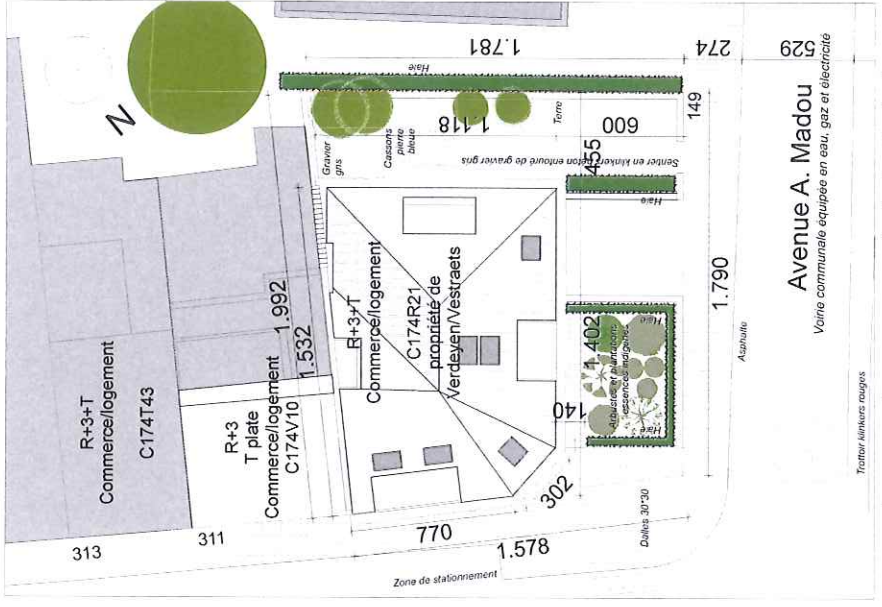 1.781
274
529
Haie
N
149
1.118
Terre
600
Gravier
gris
Cassons
pierre
bleue
Sentier en klinkers béton entouré de gravier gris
455
Haie
1.992
1.532
R+3+T
Commerce/logement
C174T43
R+3
T plate
Commerce/logement
C174V10
R+3+T
Commerce/logement
C174R21
propriété de
Verdeyen/Vestraets
1.790
Avenue A. Madou
Voirie communale équipée en eau, gaz et électricité
Asphalte
1.402
Haie
Arbustes et plantations
essences indigènes
Haie
140
302
313
311
770
1.578
Dalles 30*30
Zone de stationnement
Trottoir klinkers rouges